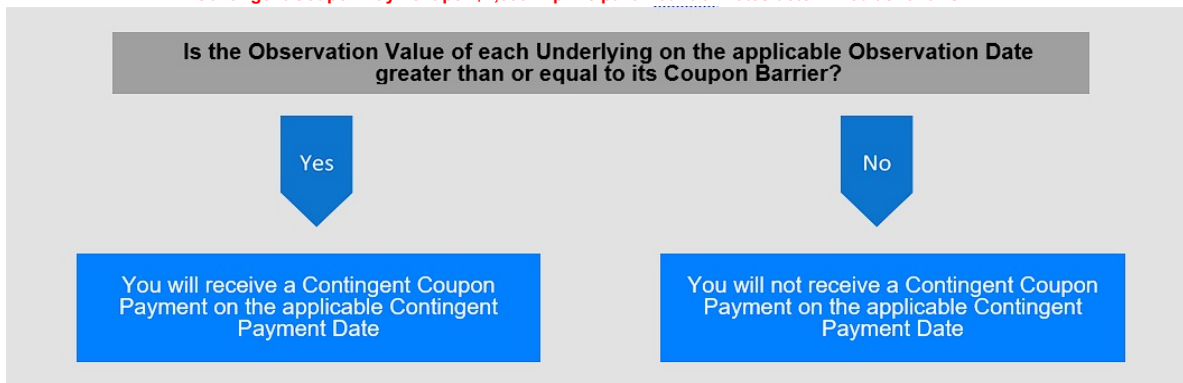 Is the Observation Value of each Underlying on the applicable Observation Date
greater than or equal to its Coupon Barrier?
Yes
No
You will receive a Contingent Coupon
Payment on the applicable Contingent
Payment Date
You will not receive a Contingent Coupon
Payment on the applicable Contingent
Payment Date